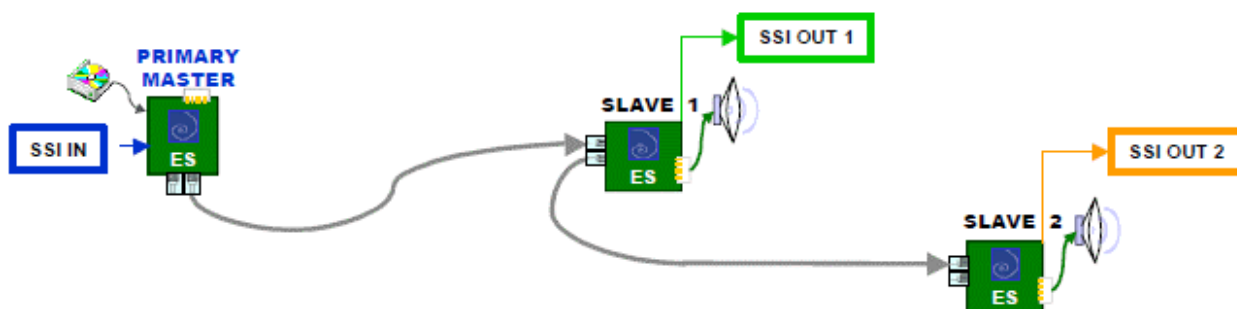 PRIMARY
MASTER
SSI IN
ES
SLAVE 1
ES
SSI OUT 1
SLAVE 2
ES
SSI OUT 2